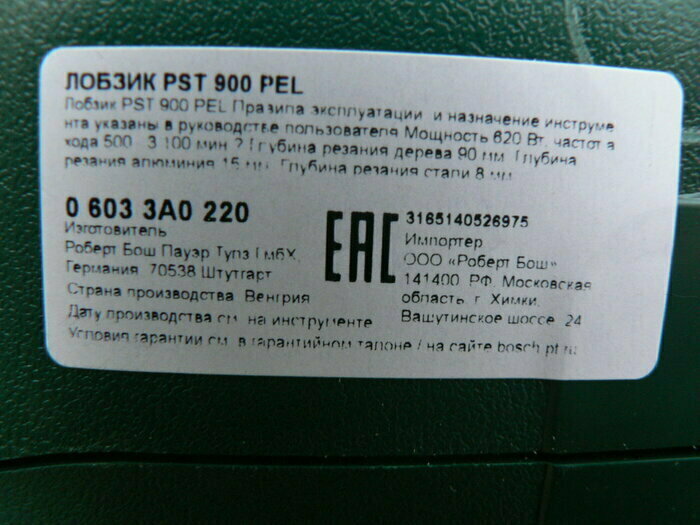 ЛОБЗИК PST 900 PEL
Лобзик PST 900 PEL Правила эксплуатации и назначение инструме
нта указаны в руководстве пользователя Мощность 620 Вт, частота
хода 500 - 3 100 мин ? Глубина резания дерева 90 мм. Глубина
резания алюминия 15 мм. Глубина резания стали 8 мм
0 603 3A0 220
Изготовитель
Роберт Бош Пауэр Тулз ГмбХ,
Германия 70538 Штутгарт
Страна производства Венгрия
Дату производства см. на инструменте
Условия гарантии см. в гарантийном талоне / на сайте bosch-pt.ru
EAC
3165140526975
Импортер
ООО «Роберт Бош»
141400 РФ, Московская
область, г. Химки,
Вашутинское шоссе, 24